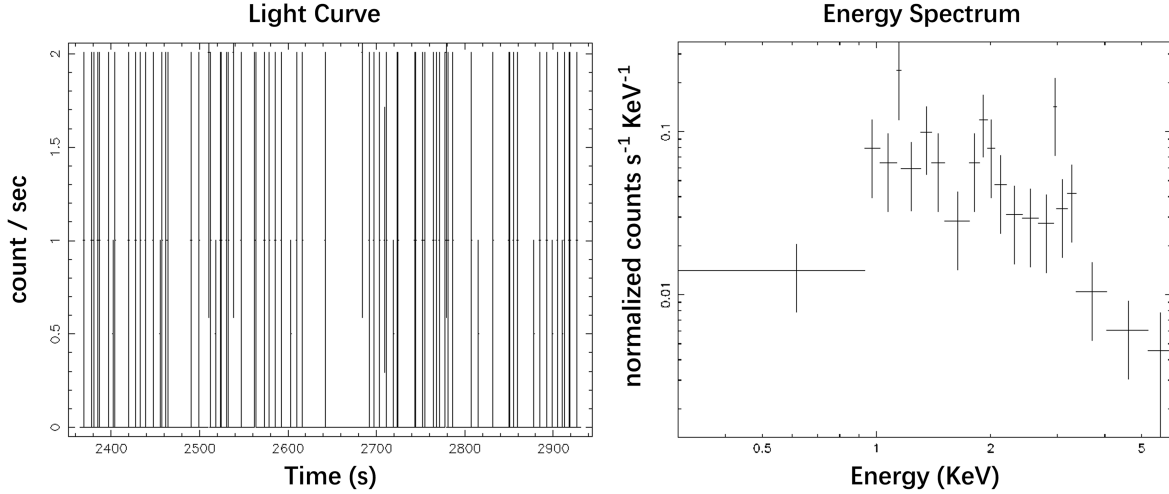 Light Curve
Energy Spectrum
count / sec
2
1.5
1
0.5
0
2400
2500
2600
2700
2800
2900
Time (s)
normalized counts s⁻¹ KeV⁻¹
0.1
0.01
0.5
1
2
5
Energy (KeV)